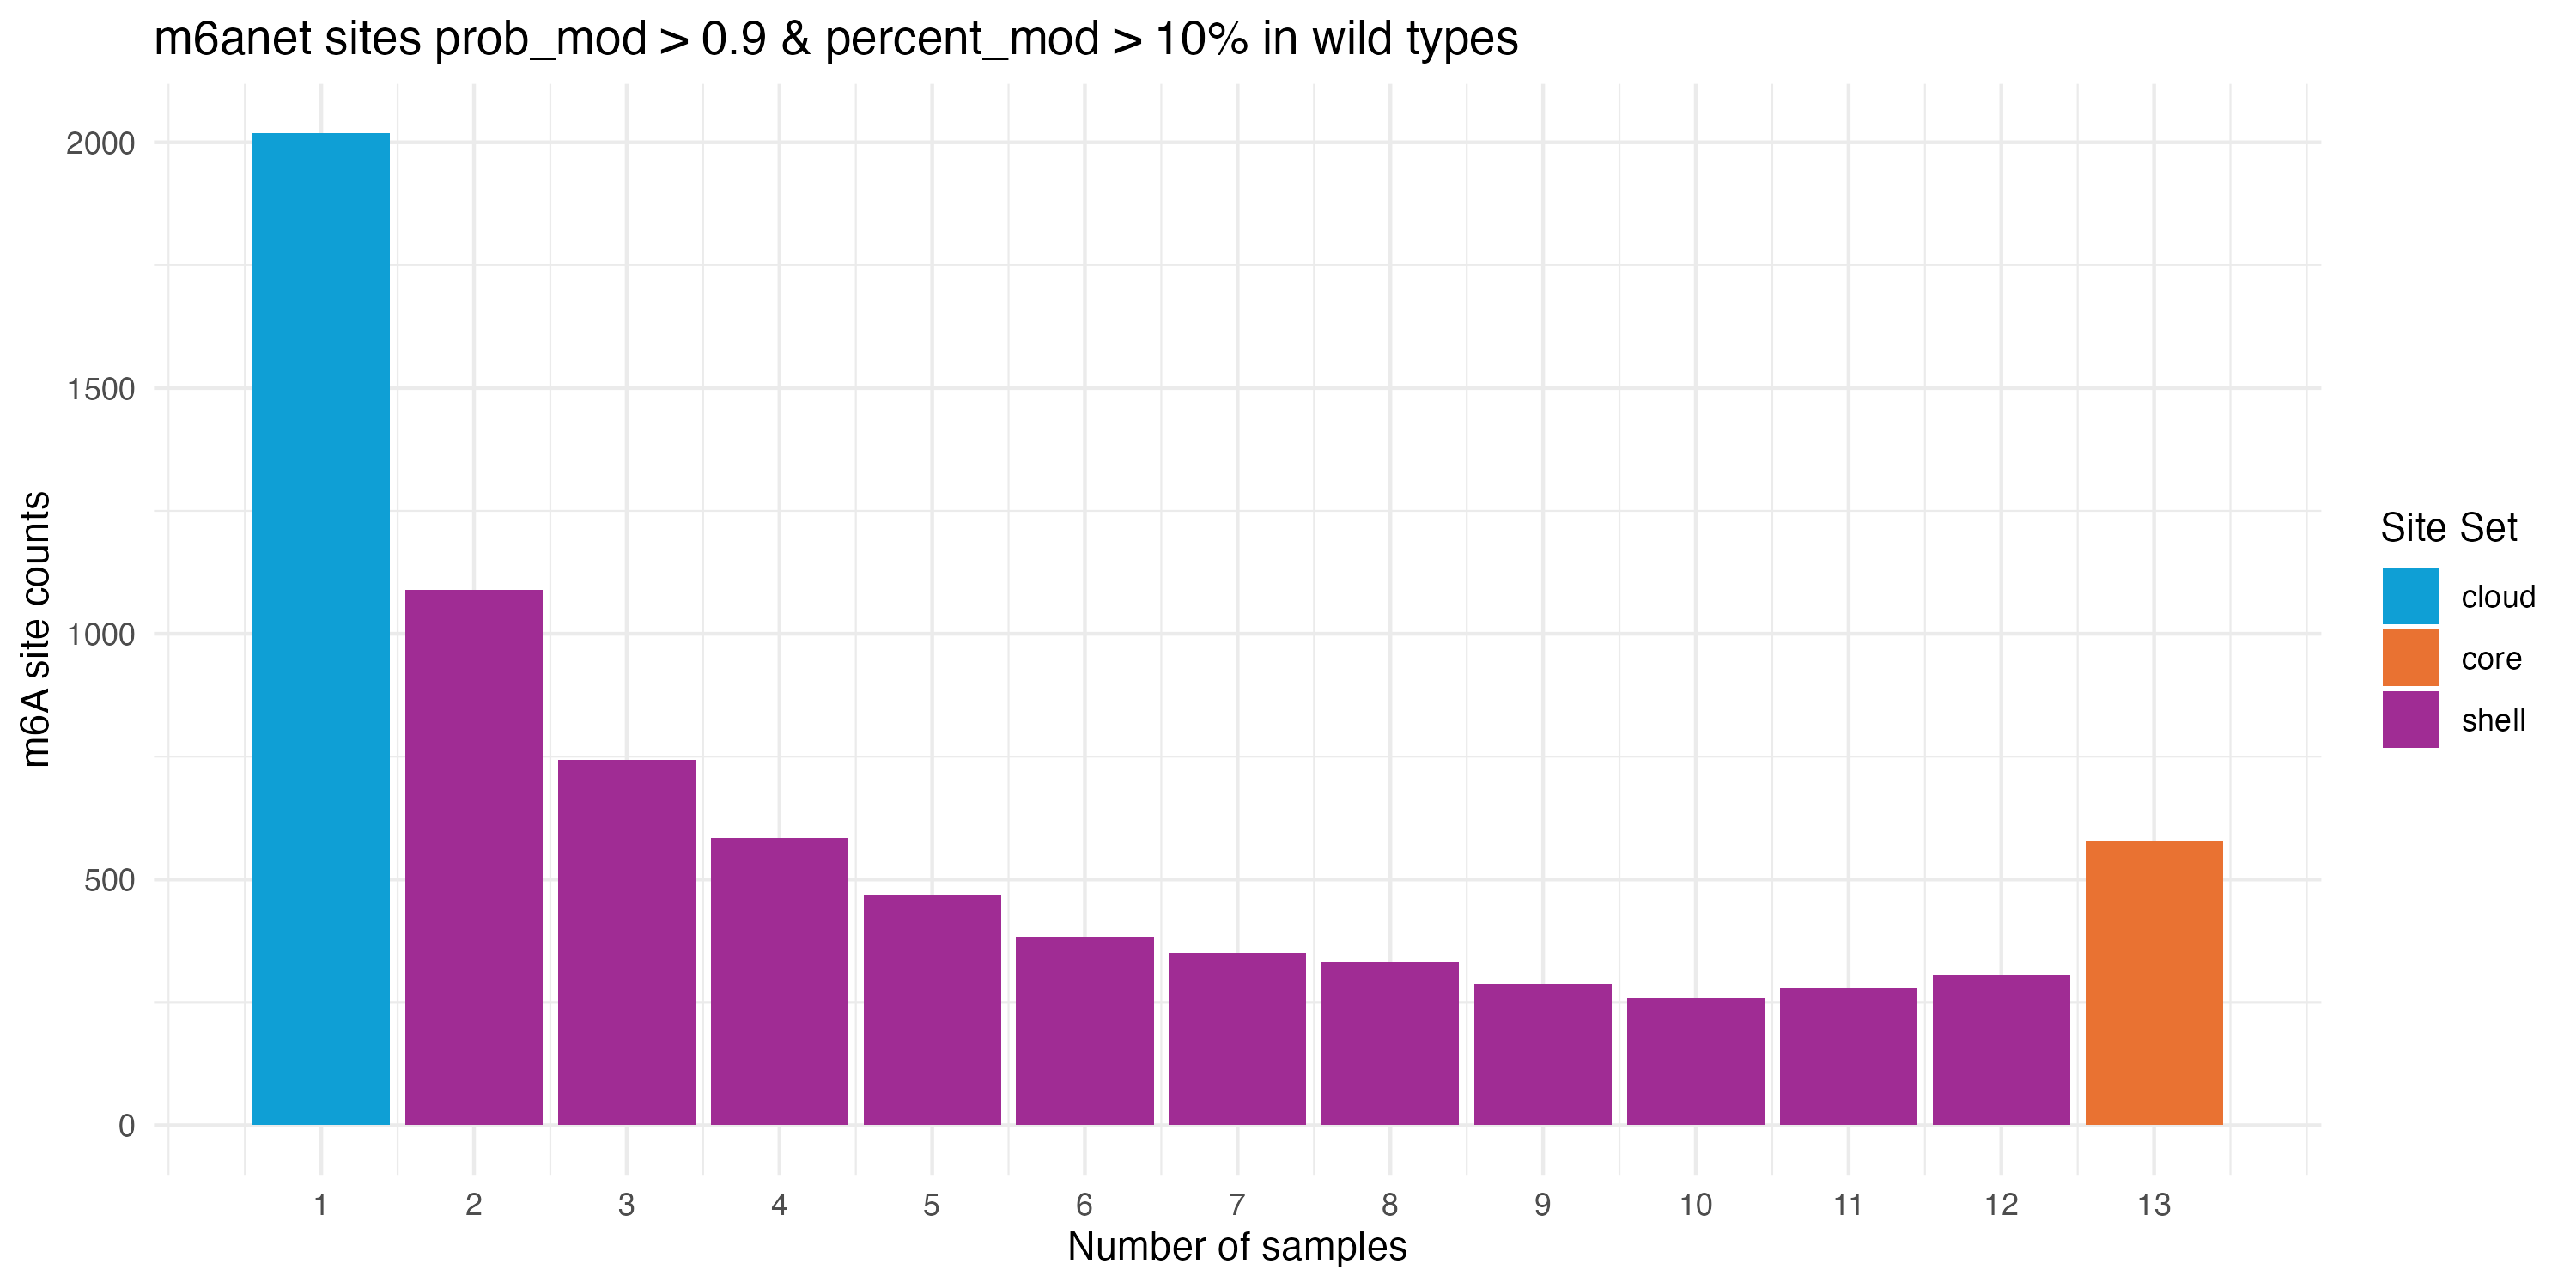 m6anet sites prob_mod > 0.9 & percent_mod > 10% in wild types
m6A site counts
2000
1500
1000
500
0
1 2 3 4 5 6 7 8 9 10 11 12 13
Number of samples
Site Set
cloud
core
shell